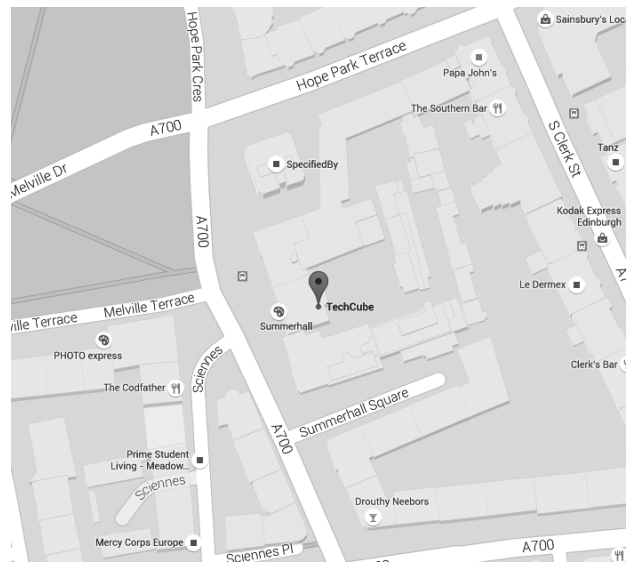 Hope Park Cres
Sainsbury's Loca
Hope Park Terrace
Papa John's
The Southern Bar
A700
S Clerk St
Tanz
SpecifiedBy
Melville Dr
A700
Kodak Express
Edinburgh
Le Dermex
Melville Terrace
TechCube
ville Terrace
Summerhall
PHOTO express
Sciennes
Clerk's Bar
The Codfather
Summerhall Square
A700
Prime Student
Living - Meadow...
Sciennes
Drouthy Neebors
Mercy Corps Europe
Sciennes Pl
A700